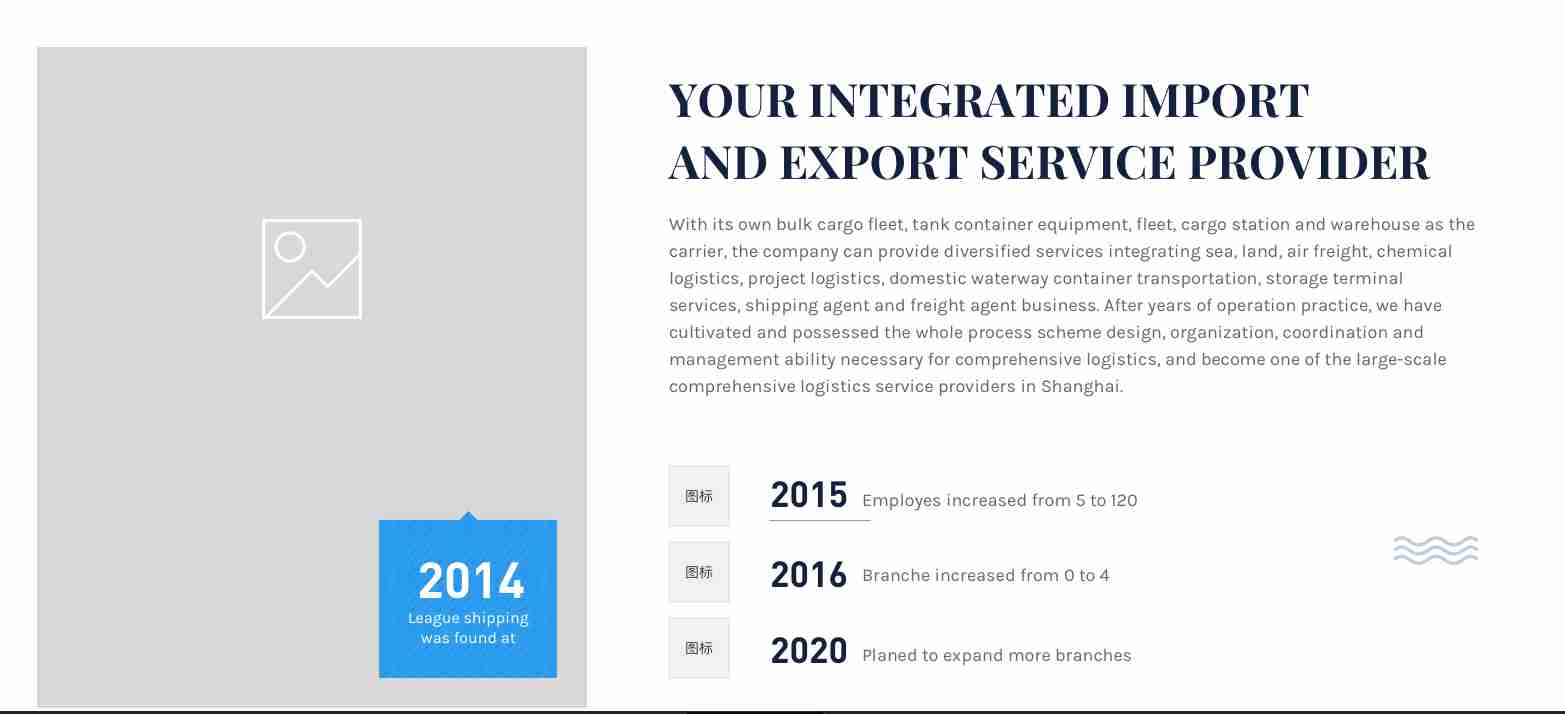 YOUR INTEGRATED IMPORT
AND EXPORT SERVICE PROVIDER
With its own bulk cargo fleet, tank container equipment, fleet, cargo station and warehouse as the
carrier, the company can provide diversified services integrating sea, land, air freight, chemical
logistics, project logistics, domestic waterway container transportation, storage terminal
services, shipping agent and freight agent business. After years of operation practice, we have
cultivated and possessed the whole process scheme design, organization, coordination and
management ability necessary for comprehensive logistics, and become one of the large-scale
comprehensive logistics service providers in Shanghai.
图标 2015 Employes increased from 5 to 120
图标 2016 Branche increased from 0 to 4
图标 2020 Planed to expand more branches
2014
League shipping
was found at